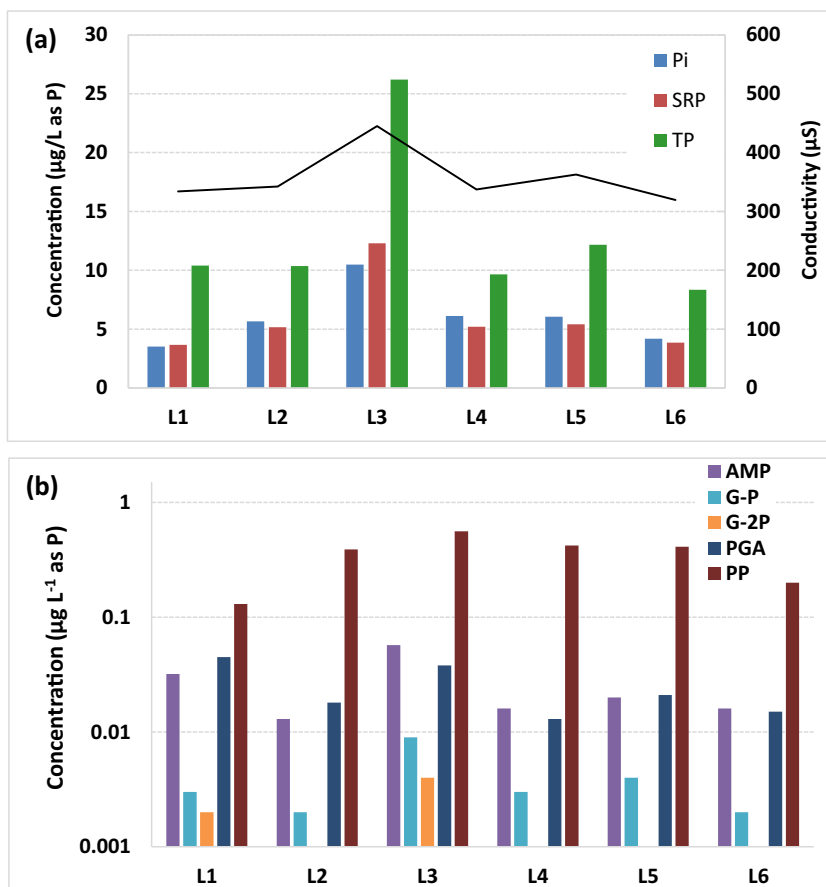 (a)
Concentration (µg/L as P)
30
25
20
15
10
5
0
Pi
SRP
TP
600
500
400
300
200
100
0
Conductivity (µS)
L1 L2 L3 L4 L5 L6
(b)
Concentration (µg L⁻¹ as P)
1
0.1
0.01
0.001
AMP
G-P
G-2P
PGA
PP
L1 L2 L3 L4 L5 L6